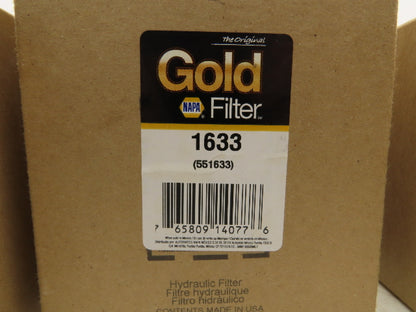 The Original
Gold
NAPA Filter
1633
(551633)
7 65809 14077 6
Hydraulic Filter
Filtre hydraulique
Filtro hidráulico
CONTENTS MADE IN USA